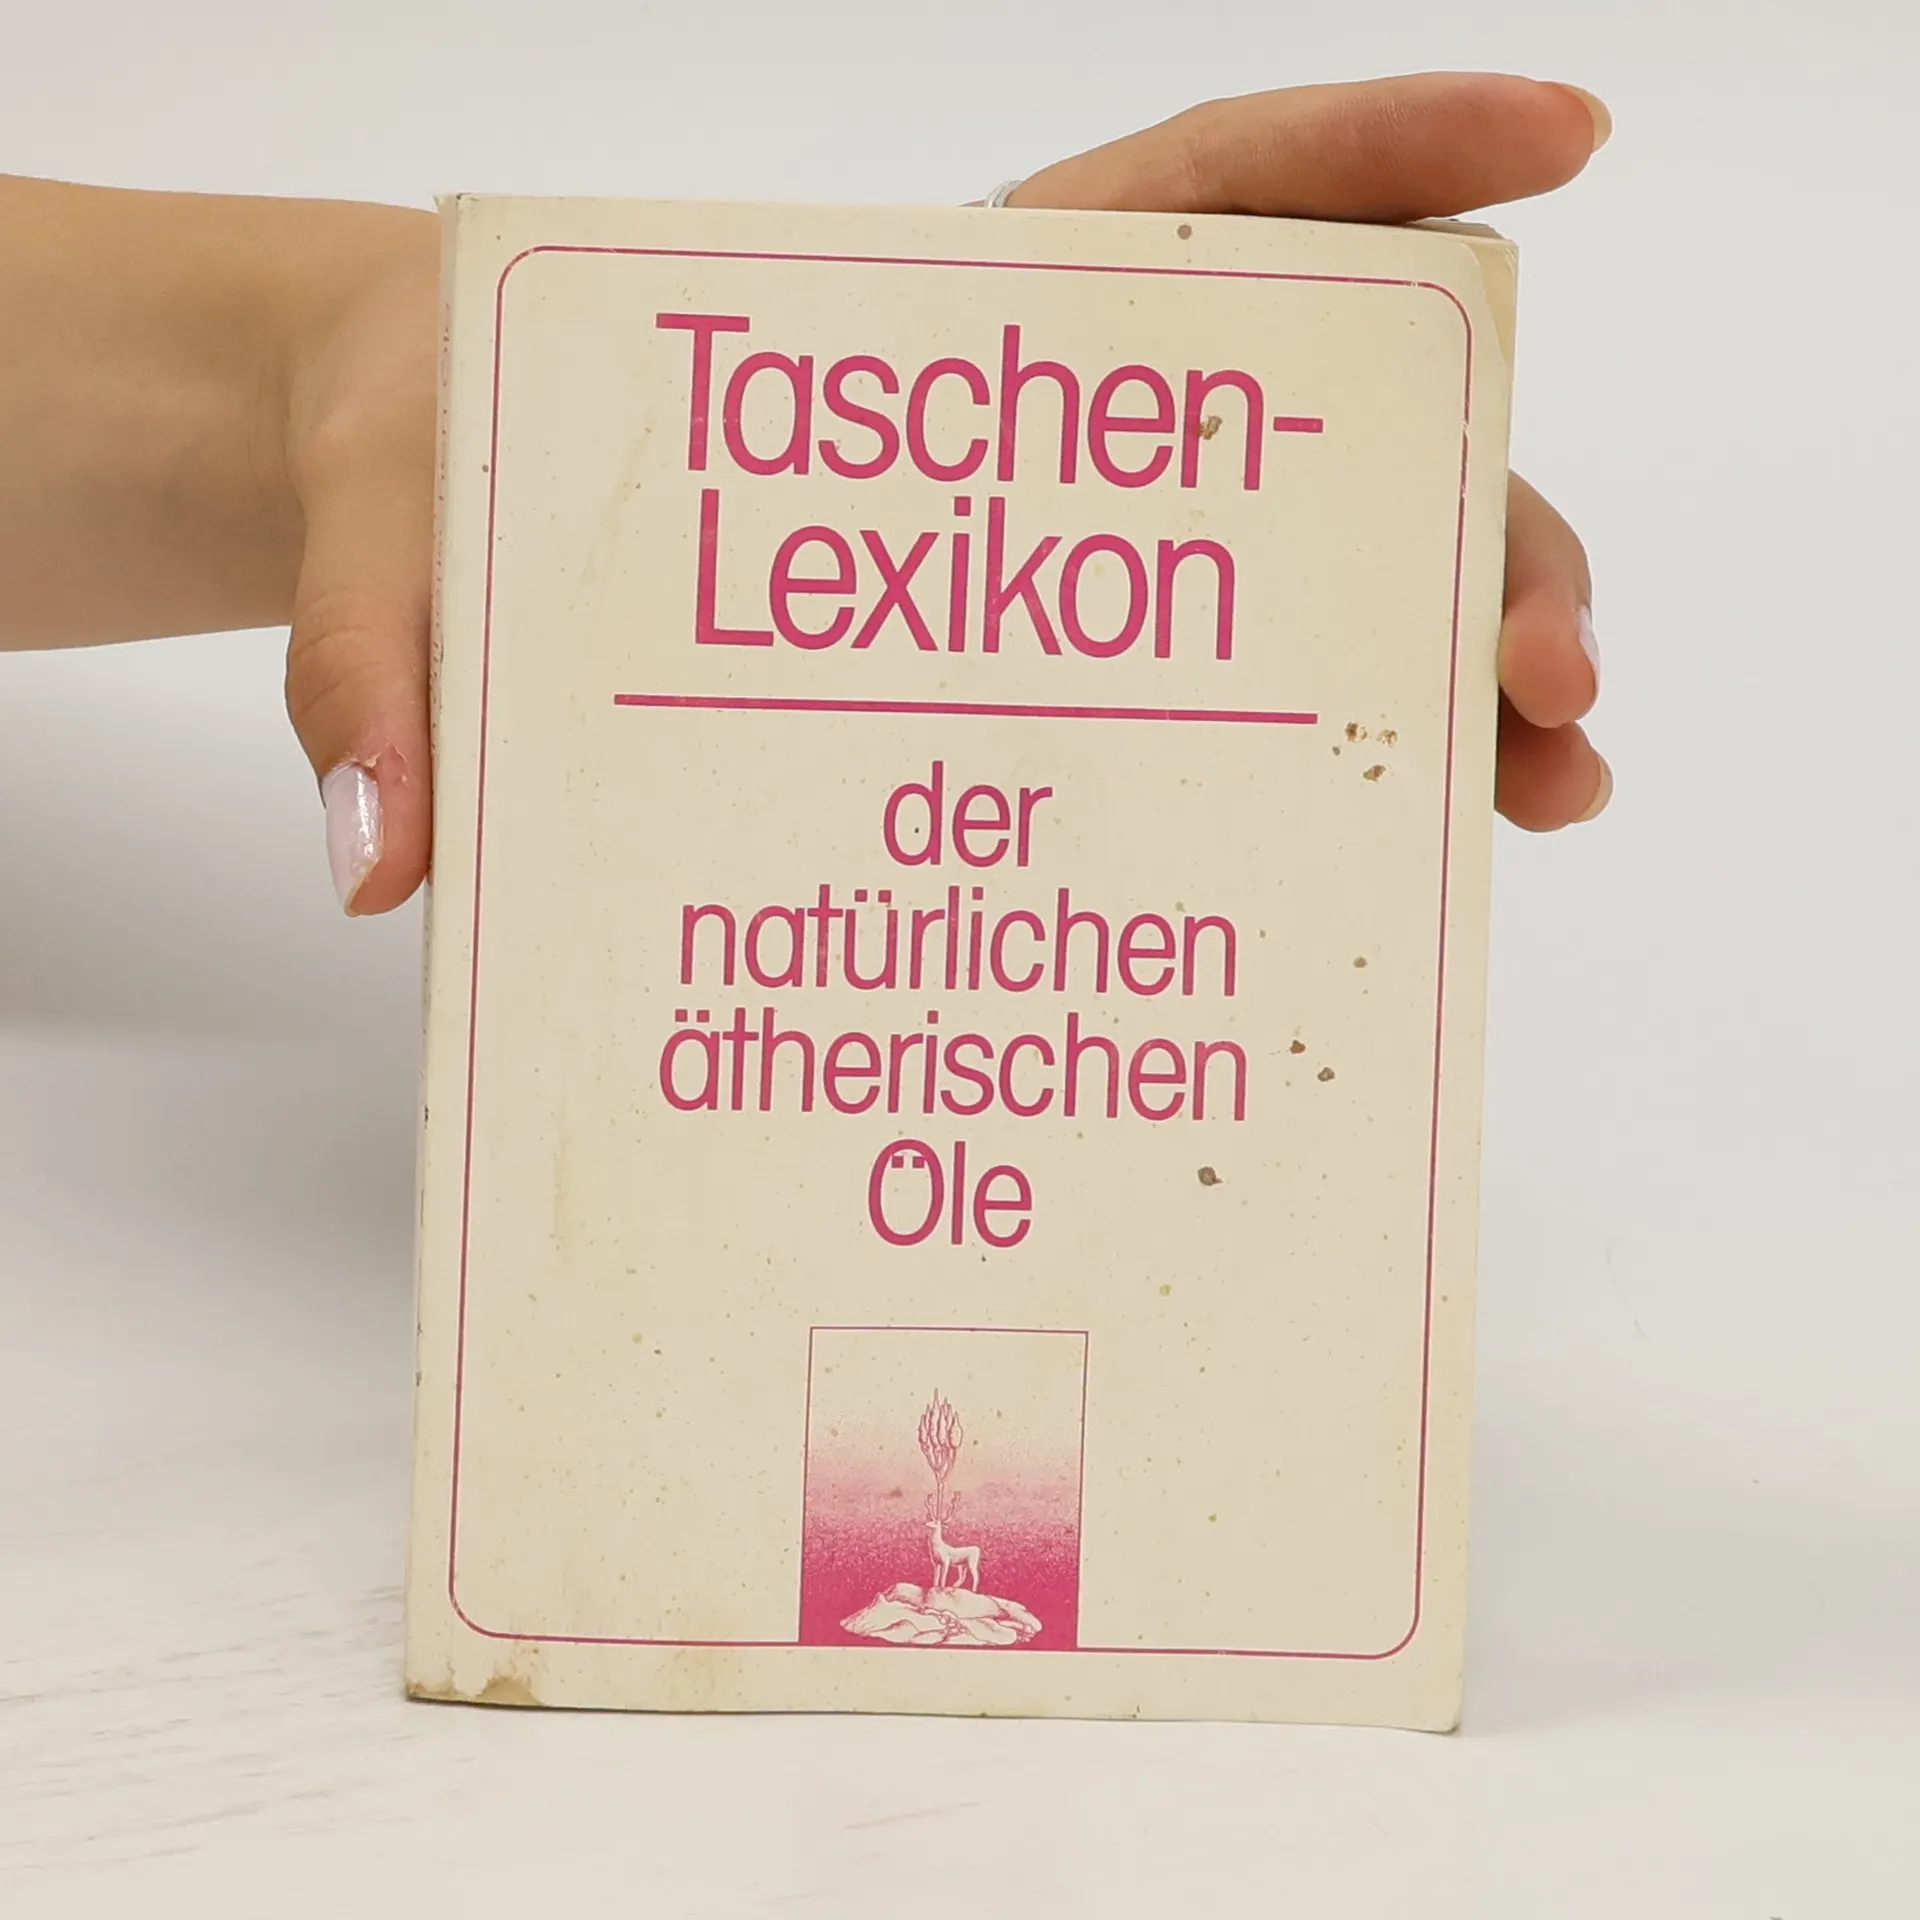 Taschen-
Lexikon
der
natürlichen
ätherischen
Öle